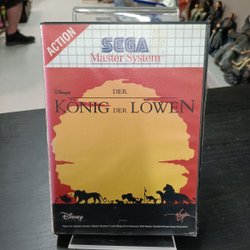 ACTION
SEGA
Master System
Disney's
DER
KÖNIG DER LÖWEN
Disney
Virgin